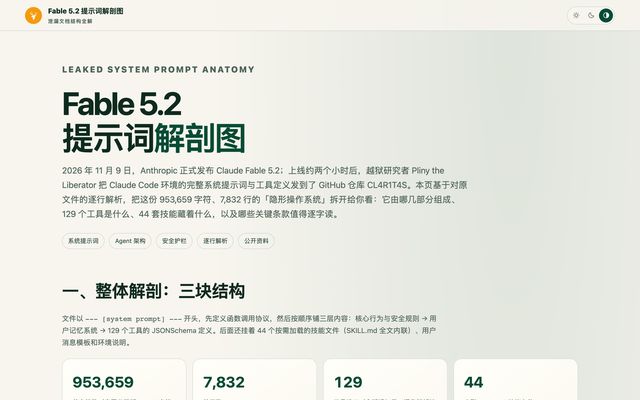 Fable 5.2 提示词解剖图
泄漏文档结构全解
LEAKED SYSTEM PROMPT ANATOMY
Fable 5.2
提示词解剖图
2026 年 11 月 9 日，Anthropic 正式发布 Claude Fable 5.2；上线约两个小时后，越狱研究者 Pliny the
Liberator 把 Claude Code 环境的完整系统提示词与工具定义发到了 GitHub 仓库 CL4R1T4S。本页基于对原
文件的逐行解析，把这份 953,659 字符、7,832 行的「隐形操作系统」拆开给你看：它由哪几部分组成、
129 个工具是什么、44 套技能藏着什么，以及哪些关键条款值得逐字读。
系统提示词
Agent 架构
安全护栏
逐行解析
公开资料
一、整体解剖：三块结构
文件以 --- [system prompt] --- 开头，先定义函数调用协议，然后按顺序铺三层内容：核心行为与安全规则 → 用
户记忆系统 → 129 个工具的 JSONSchema 定义。后面还挂着 44 个按需加载的技能文件（SKILL.md 全文内联）、用户
消息模板和环境说明。
953,659
7,832
129
44